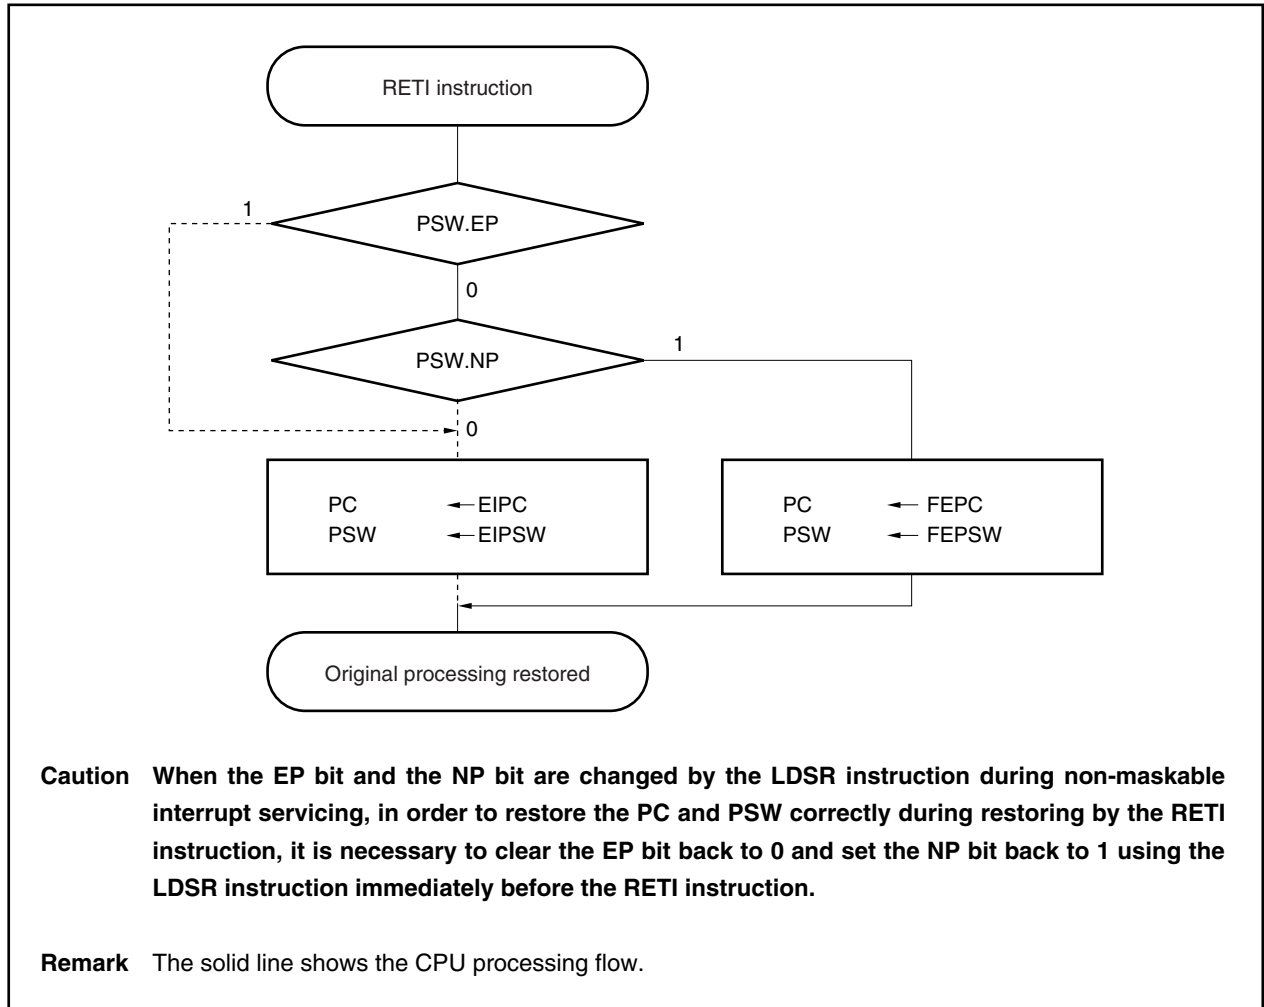 RETI instruction
1
PSW.EP
0
PSW.NP
1
0
PC ← EIPC
PSW ← EIPSW
PC ← FEPC
PSW ← FEPSW
Original processing restored
Caution When the EP bit and the NP bit are changed by the LDSR instruction during non-maskable
interrupt servicing, in order to restore the PC and PSW correctly during restoring by the RETI
instruction, it is necessary to clear the EP bit back to 0 and set the NP bit back to 1 using the
LDSR instruction immediately before the RETI instruction.
Remark The solid line shows the CPU processing flow.